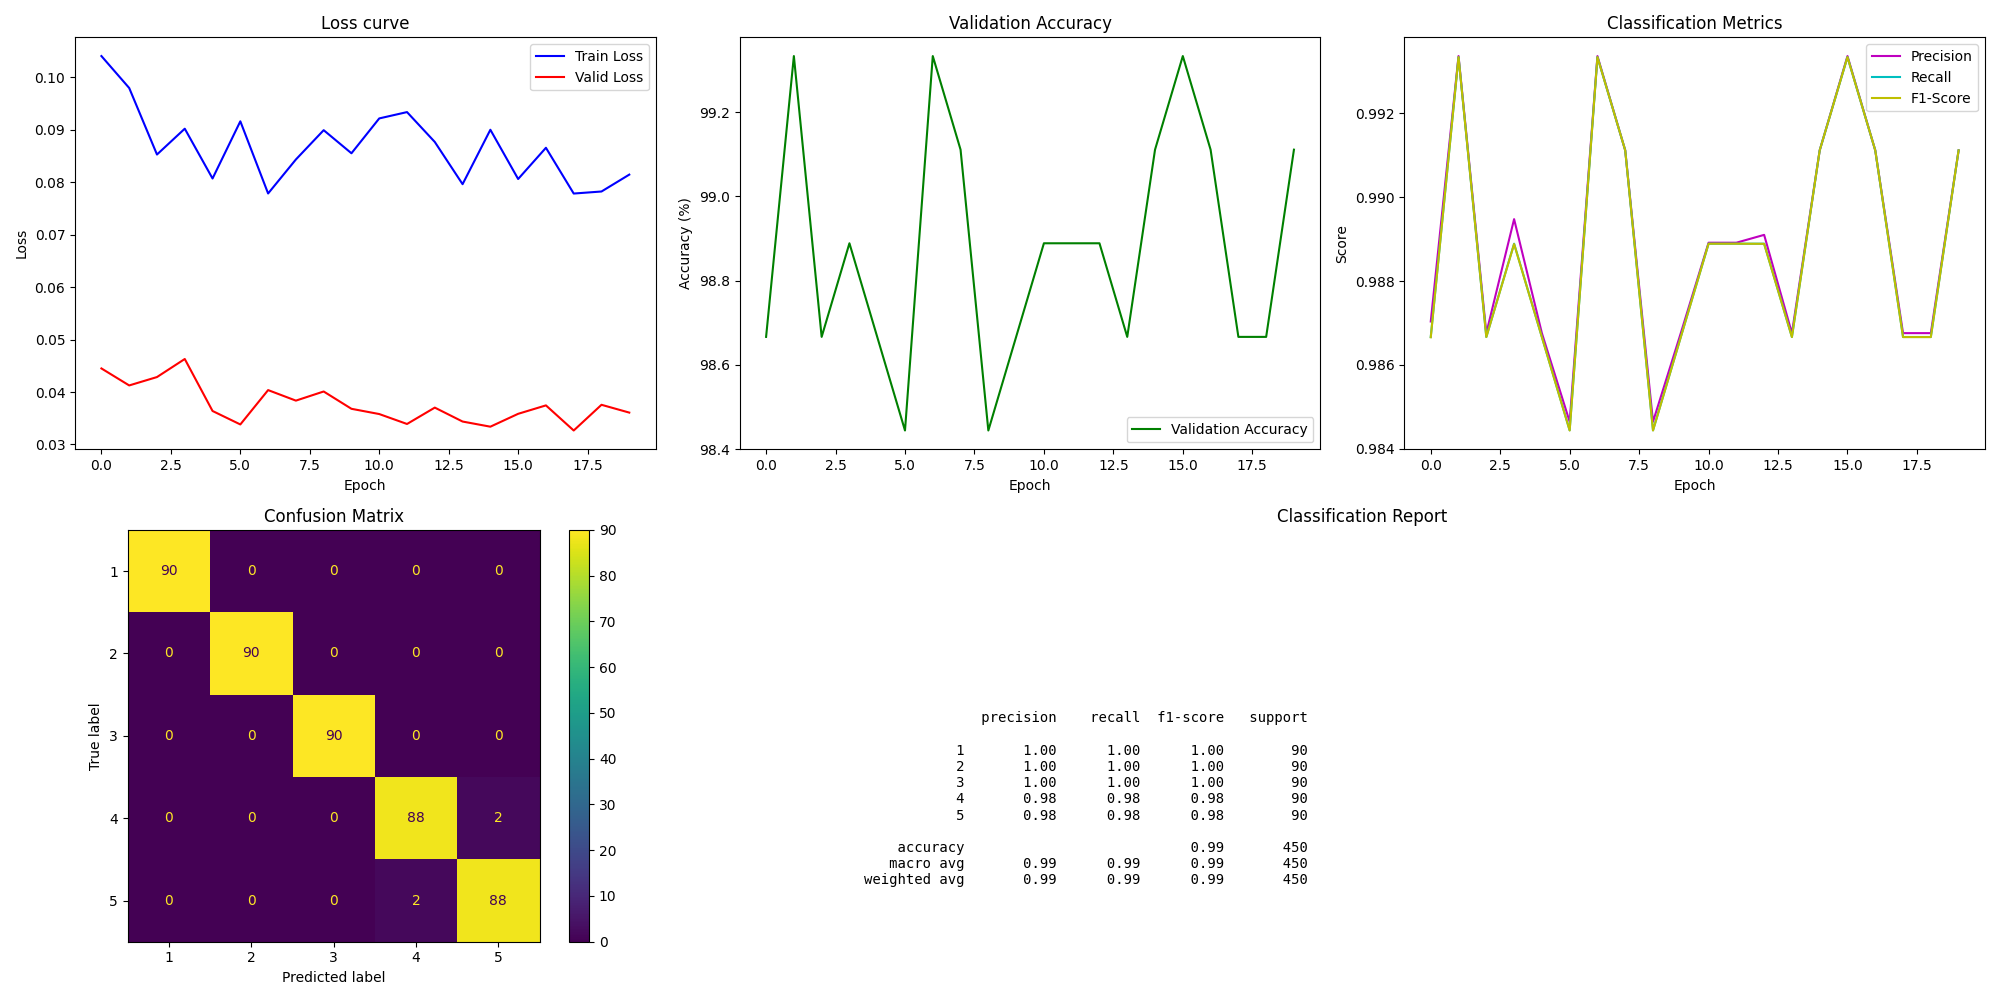 Loss curve
0.10
0.09
0.08
0.07
0.06
0.05
0.04
0.03
Loss
Train Loss
Valid Loss
0.0 2.5 5.0 7.5 10.0 12.5 15.0 17.5
Epoch
Validation Accuracy
99.2
99.0
98.8
98.6
98.4
Accuracy (%)
Validation Accuracy
0.0 2.5 5.0 7.5 10.0 12.5 15.0 17.5
Epoch
Classification Metrics
0.992
0.990
0.988
0.986
0.984
Score
Precision
Recall
F1-Score
0.0 2.5 5.0 7.5 10.0 12.5 15.0 17.5
Epoch
Confusion Matrix
True label
1 90 0 0 0 0
2 0 90 0 0 0
3 0 0 90 0 0
4 0 0 0 88 2
5 0 0 0 2 88
1 2 3 4 5
Predicted label
90
80
70
60
50
40
30
20
10
0
Classification Report
precision recall f1-score support
1 1.00 1.00 1.00 90
2 1.00 1.00 1.00 90
3 1.00 1.00 1.00 90
4 0.98 0.98 0.98 90
5 0.98 0.98 0.98 90
accuracy 0.99 450
macro avg 0.99 0.99 0.99 450
weighted avg 0.99 0.99 0.99 450